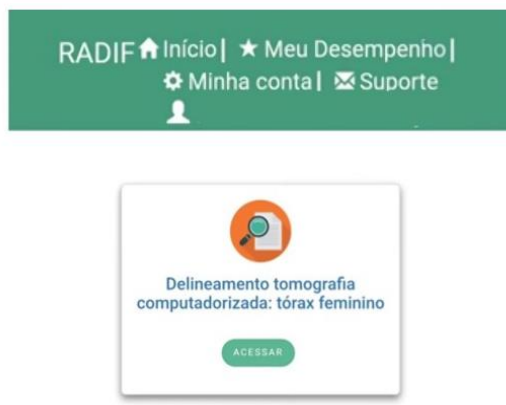 RADIF Início| Meu Desempenho|
Minha conta| Suporte
Delineamento tomografia
computadorizada: tórax feminino
ACESSAR